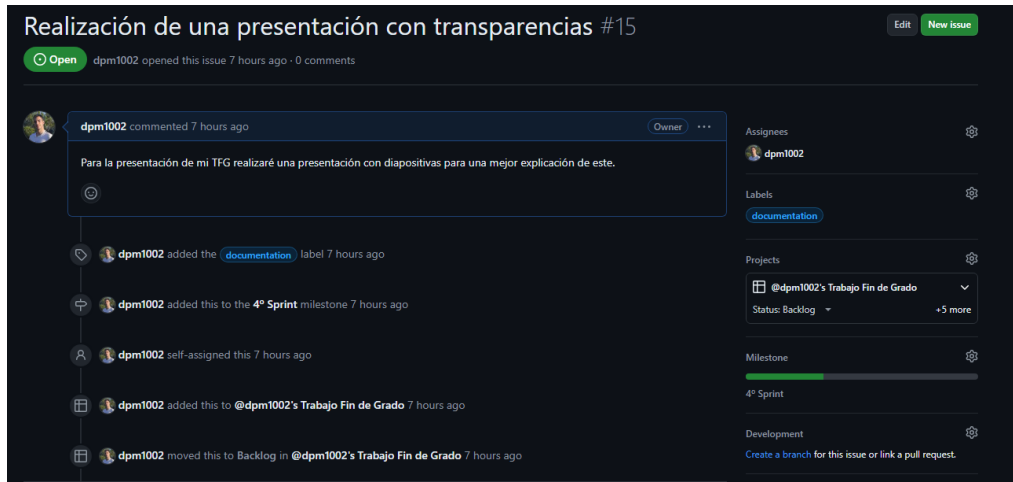 Realización de una presentación con transparencias #15
Edit
New issue
Open
dpm1002 opened this issue 7 hours ago · 0 comments
dpm1002 commented 7 hours ago
Owner
Para la presentación de mi TFG realizaré una presentación con diapositivas para una mejor explicación de este.
dpm1002 added the documentation label 7 hours ago
dpm1002 added this to the 4º Sprint milestone 7 hours ago
dpm1002 self-assigned this 7 hours ago
dpm1002 added this to @dpm1002's Trabajo Fin de Grado 7 hours ago
dpm1002 moved this to Backlog in @dpm1002's Trabajo Fin de Grado 7 hours ago
Assignees
dpm1002
Labels
documentation
Projects
@dpm1002's Trabajo Fin de Grado
Status: Backlog
+5 more
Milestone
4º Sprint
Development
Create a branch for this issue or link a pull request.